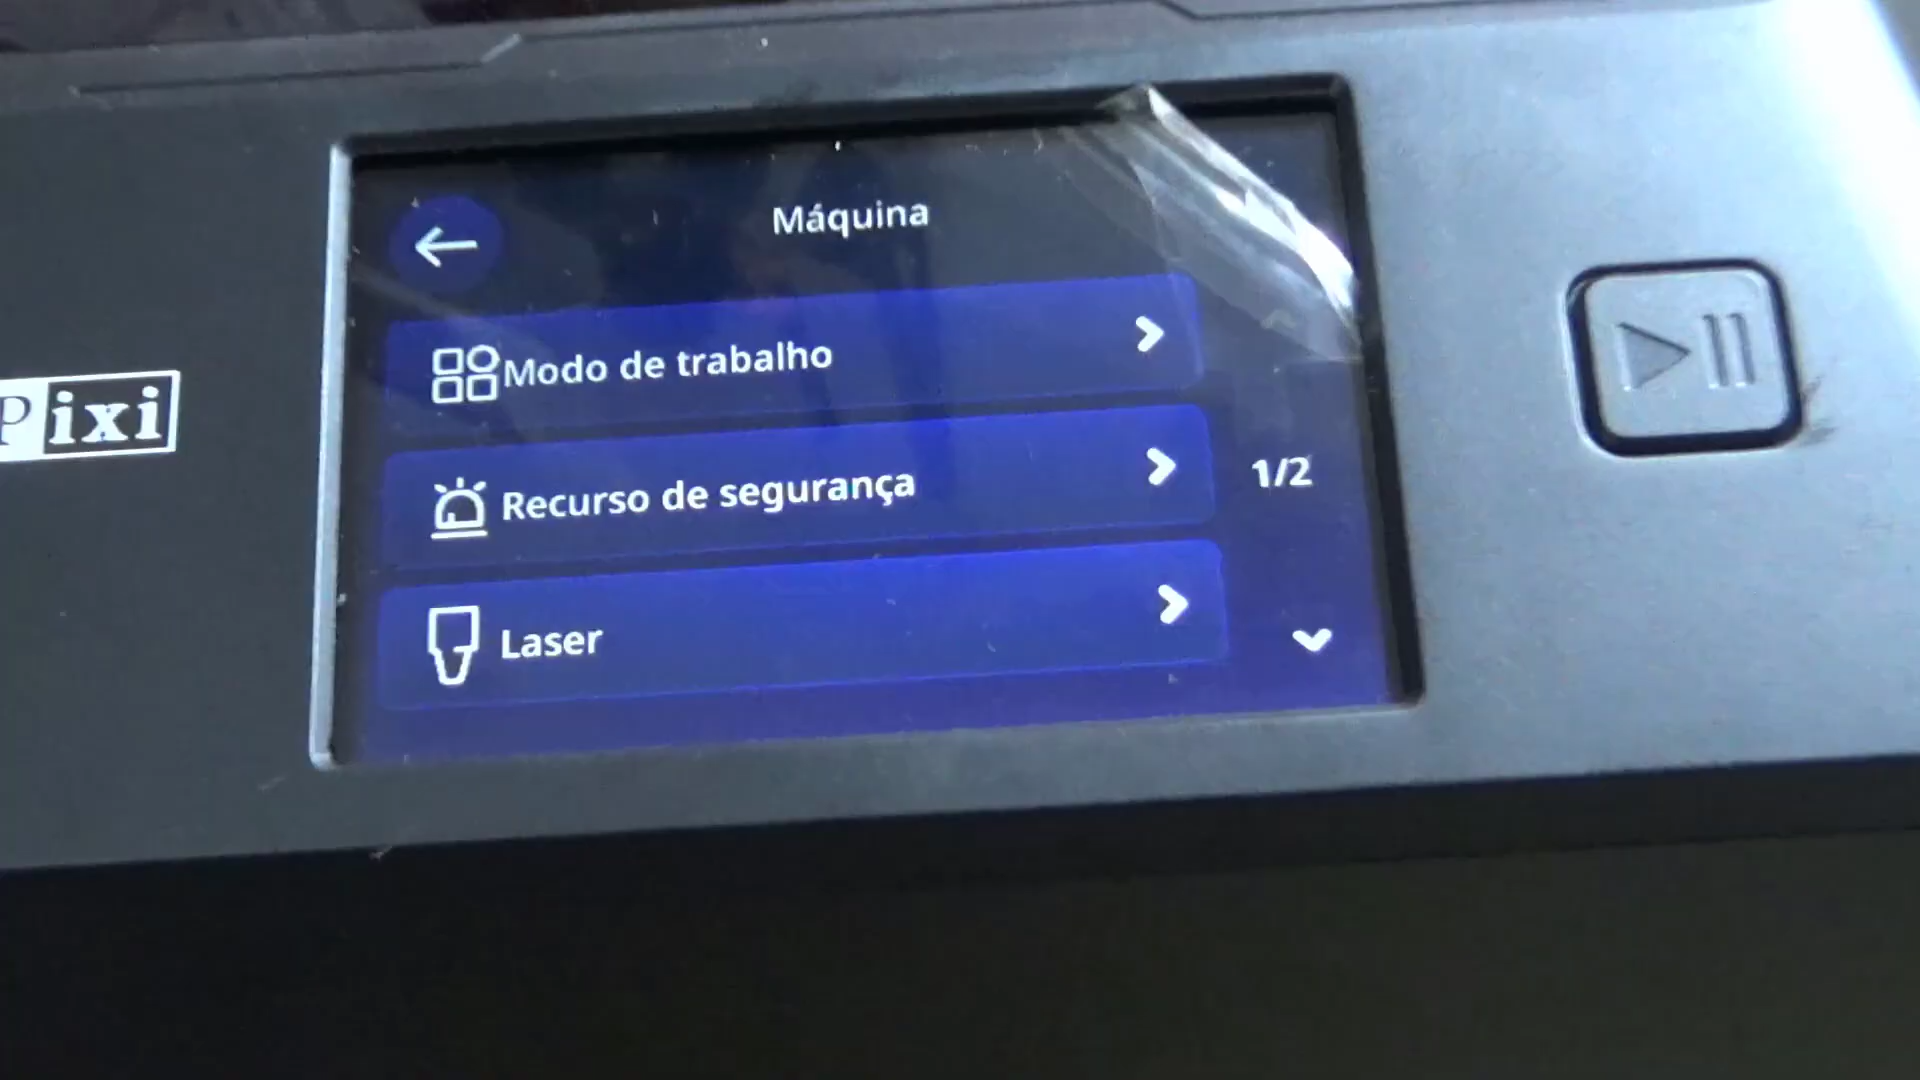 Máquina
Modo de trabalho
Recurso de segurança
1/2
Laser
Pixi